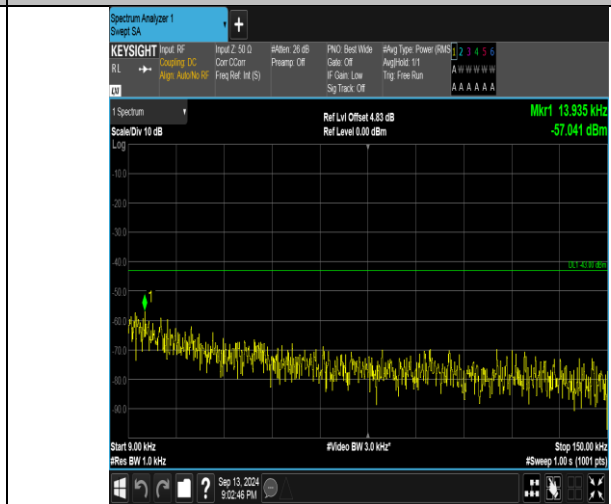 Spectrum Analyzer 1
Swept SA
+
KEYSIGHT Input: RF Input Z: 50 Ω #Atten: 26 dB PNO: Best Wide #Avg Type: Power (RMS 1 2 3 4 5 6
RL Coupling: DC Corr CCorr Preamp: Off Gate: Off Avg|Hold: 1/1 A W W W W W
Align: Auto/No RF Freq Ref: Int (S) IF Gain: Low Trig: Free Run
Sig Track: Off A A A A A A
1 Spectrum Ref Lvl Offset 4.83 dB Mkr1 13.935 kHz
Scale/Div 10 dB Ref Level 0.00 dBm -57.041 dBm
Log
-10.0
-20.0
-30.0
-40.0
DL1 -43.00 dBm
-50.0
1
-60.0
-70.0
-80.0
-90.0
Start 9.00 kHz #Video BW 3.0 kHz* Stop 150.00 kHz
#Res BW 1.0 kHz #Sweep 1.00 s (1001 pts)
? Sep 13, 2024
9:02:46 PM